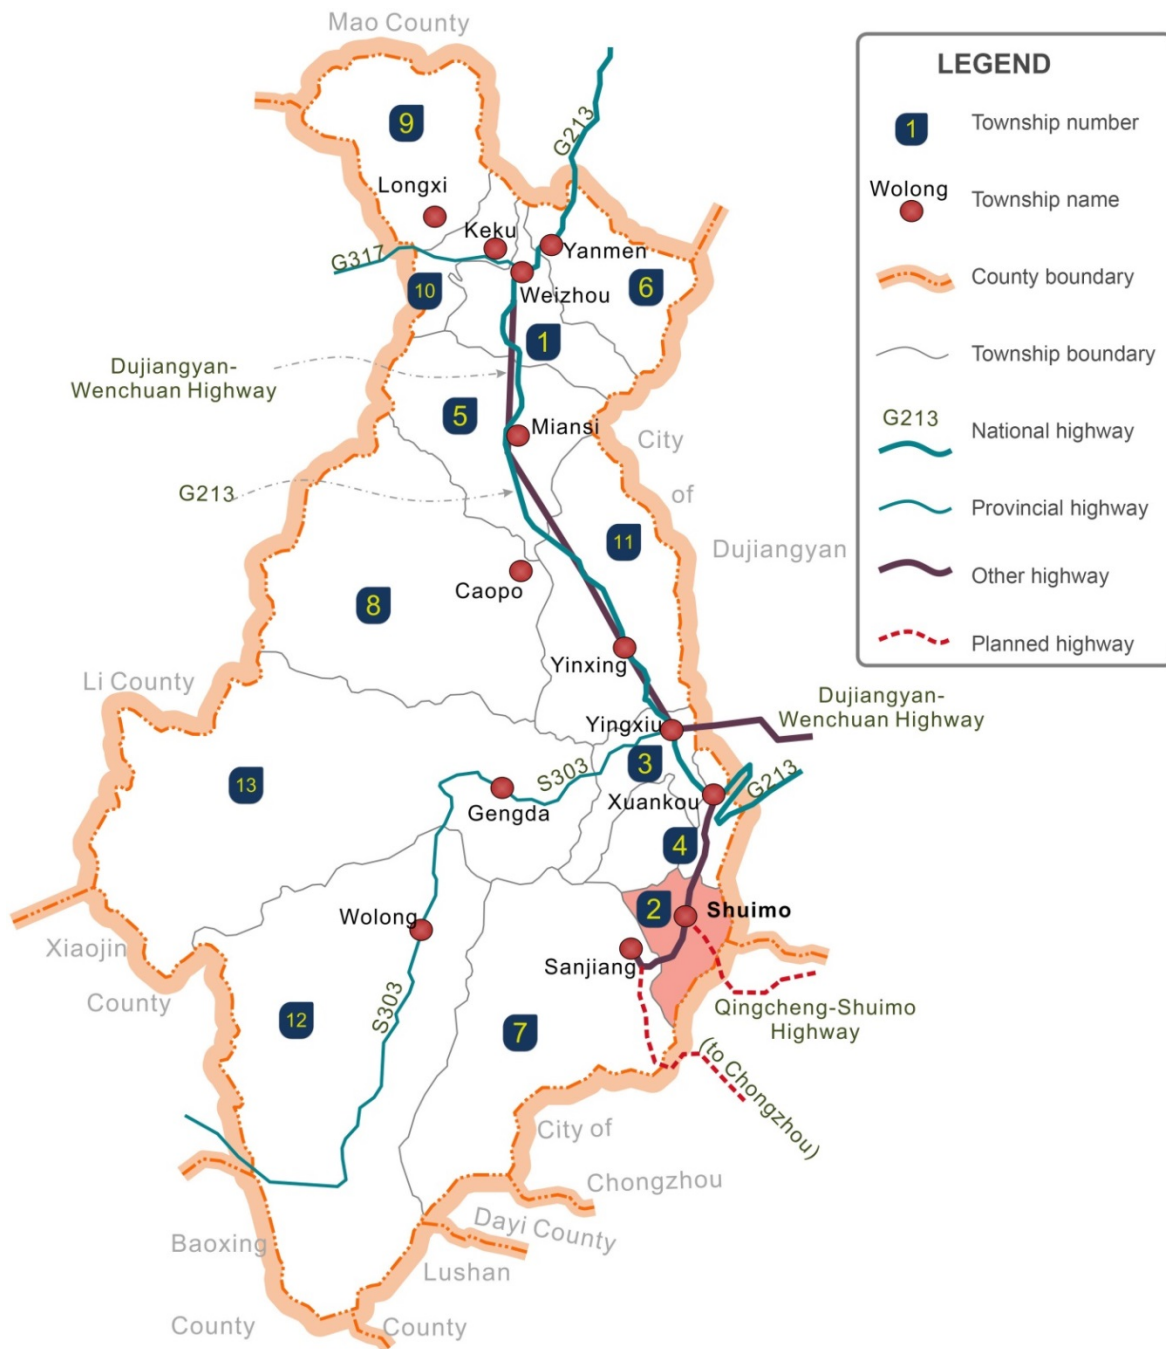 Mao County
LEGEND
1
Township number
Wolong
Township name
County boundary
Township boundary
G213
National highway
Provincial highway
Other highway
Planned highway
9
G213
Longxi
Keku
Yanmen
G317
10
Weizhou
6
1
Dujiangyan-
Wenchuan Highway
5
Miansi
City
of
Dujiangyan
G213
11
Caopo
8
Yinxing
Li County
Dujiangyan-
Wenchuan Highway
Yingxiu
3
S303
13
G213
Gengda
Xuankou
4
2
Shuimo
Wolong
Xiaojin
County
Sanjiang
S303
12
7
Qingcheng-Shuimo
Highway
(to Chongzhou)
City of
Chongzhou
Dayi County
Baoxing
County
Lushan
County